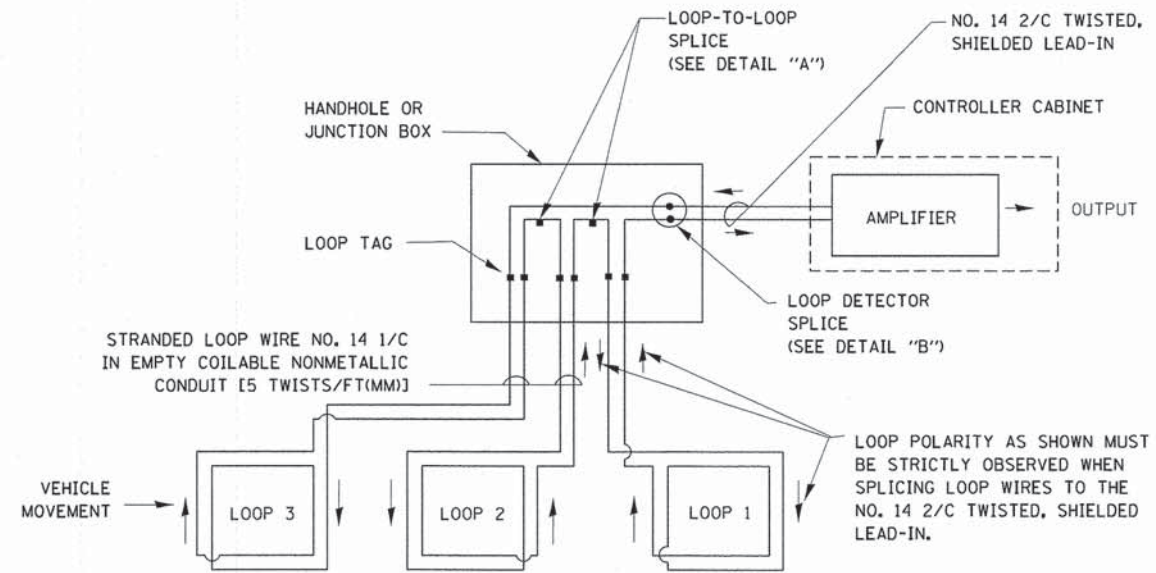 LOOP-TO-LOOP
SPLICE
(SEE DETAIL "A")
NO. 14 2/C TWISTED,
SHIELDED LEAD-IN
HANDHOLE OR
JUNCTION BOX
CONTROLLER CABINET
AMPLIFIER
OUTPUT
LOOP TAG
LOOP DETECTOR
SPLICE
(SEE DETAIL "B")
STRANDED LOOP WIRE NO. 14 1/C
IN EMPTY COILABLE NONMETALLIC
CONDUIT [5 TWISTS/FT(MM)]
LOOP POLARITY AS SHOWN MUST
BE STRICTLY OBSERVED WHEN
SPLICING LOOP WIRES TO THE
NO. 14 2/C TWISTED, SHIELDED
LEAD-IN.
VEHICLE
MOVEMENT
LOOP 3
LOOP 2
LOOP 1